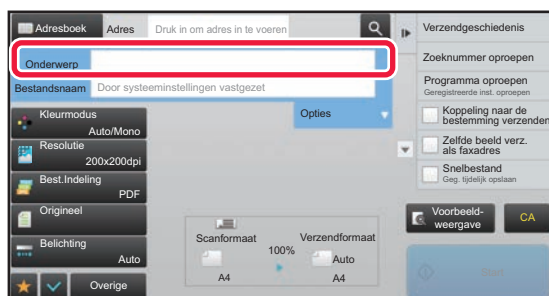 Adresboek
Adres
Druk in om adres in te voeren
Onderwerp
Bestandsnaam
Door systeeminstellingen vastgezet
Opties
Kleurmodus
Auto/Mono
Resolutie
200x200dpi
Best.Indeling
PDF
Origineel
Belichting
Auto
Overige
Scanformaat
A4
100%
Verzendformaat
Auto
A4
Verzendgeschiedenis
Zoeknummer oproepen
Programma oproepen
Geregistreerde inst. oproepen
Koppeling naar de
bestemming verzenden
Zelfde beeld verz.
als faxadres
Snelbestand
Geg. tijdelijk opslaan
Voorbeeld-
weergave
CA
Start